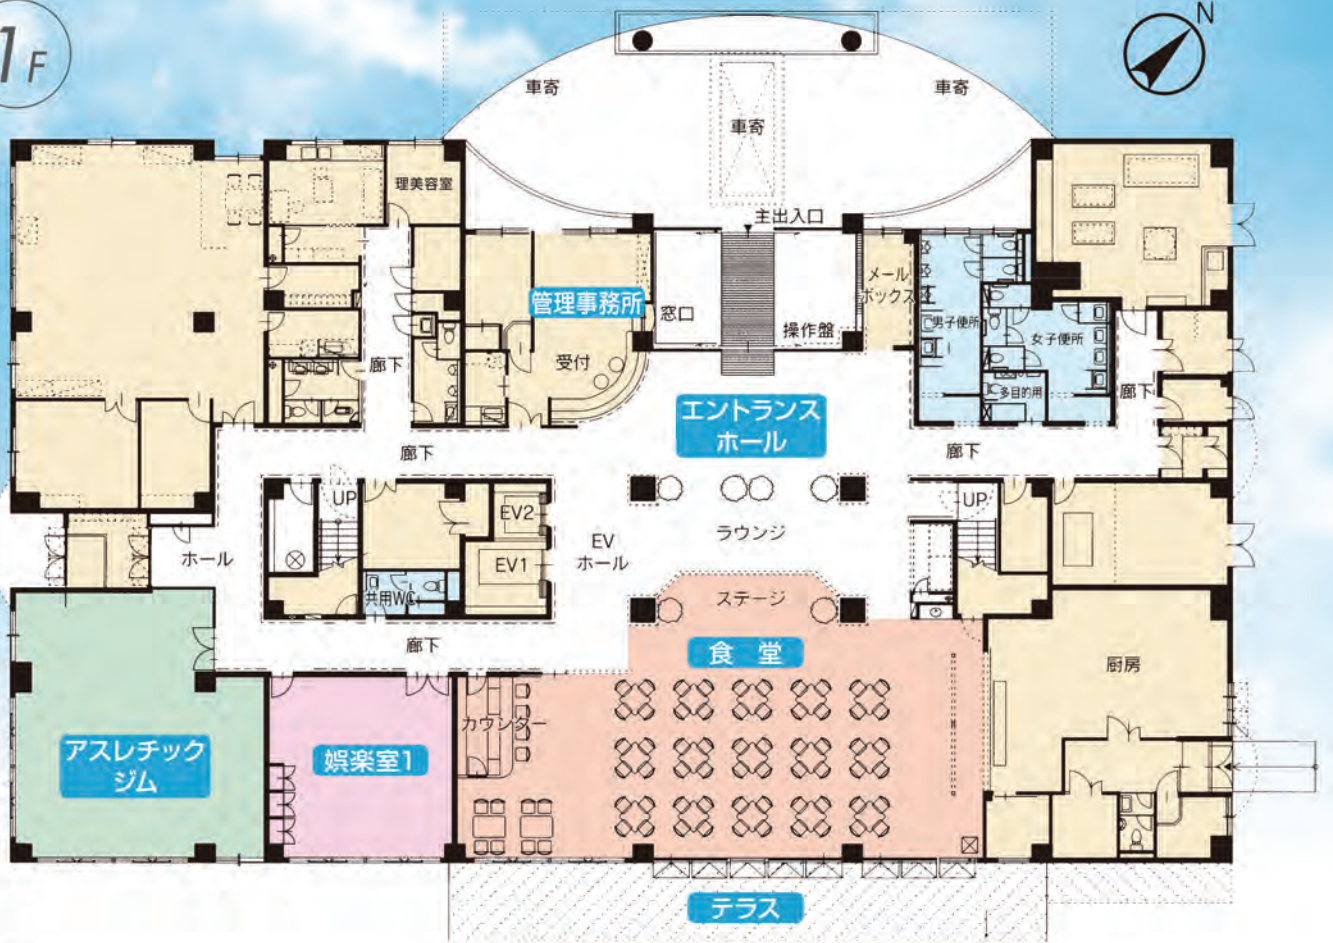 1F
N
車寄
車寄
車寄
主出入口
理美容室
管理事務所
窓口
操作盤
メール
ボックス
男子便所
女子便所
多目的用
受付
廊下
廊下
エントランス
ホール
廊下
廊下
UP
EV2
EV1
EV
ホール
ラウンジ
UP
ホール
共用WC
ステージ
廊下
食堂
厨房
カウンター
アスレチック
ジム
娯楽室1
テラス